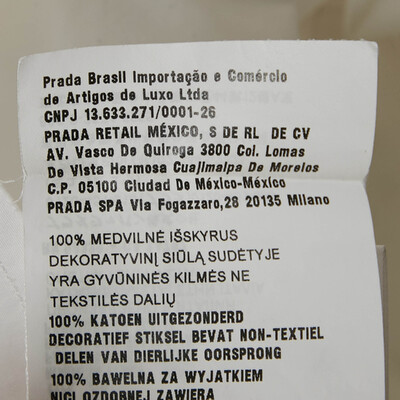 Prada Brasil Importação e Comércio
de Artigos de Luxo Ltda
CNPJ 13.633.271/0001-26
PRADA RETAIL MÉXICO, S DE RL DE CV
AV. Vasco De Quiroga 3800 Col. Lomas
De Vista Hermosa Cuajimalpa De Morelos
C.P. 05100 Ciudad De México-México
PRADA SPA Via Fogazzaro,28 20135 Milano
100% MEDVILNĖ IŠSKYRUS
DEKORATYVINĮ SIŪLĄ SUDĖTYJE
YRA GYVŪNINĖS KILMĖS NE
TEKSTILĖS DALIŲ
100% KATOEN UITGEZONDERD
DECORATIEF STIKSEL BEVAT NON-TEXTIEL
DELEN VAN DIERLIJKE OORSPRONG
100% BAWELNA ZA WYJATKIEM
NICI OZDOBNEJ ZAWIERA